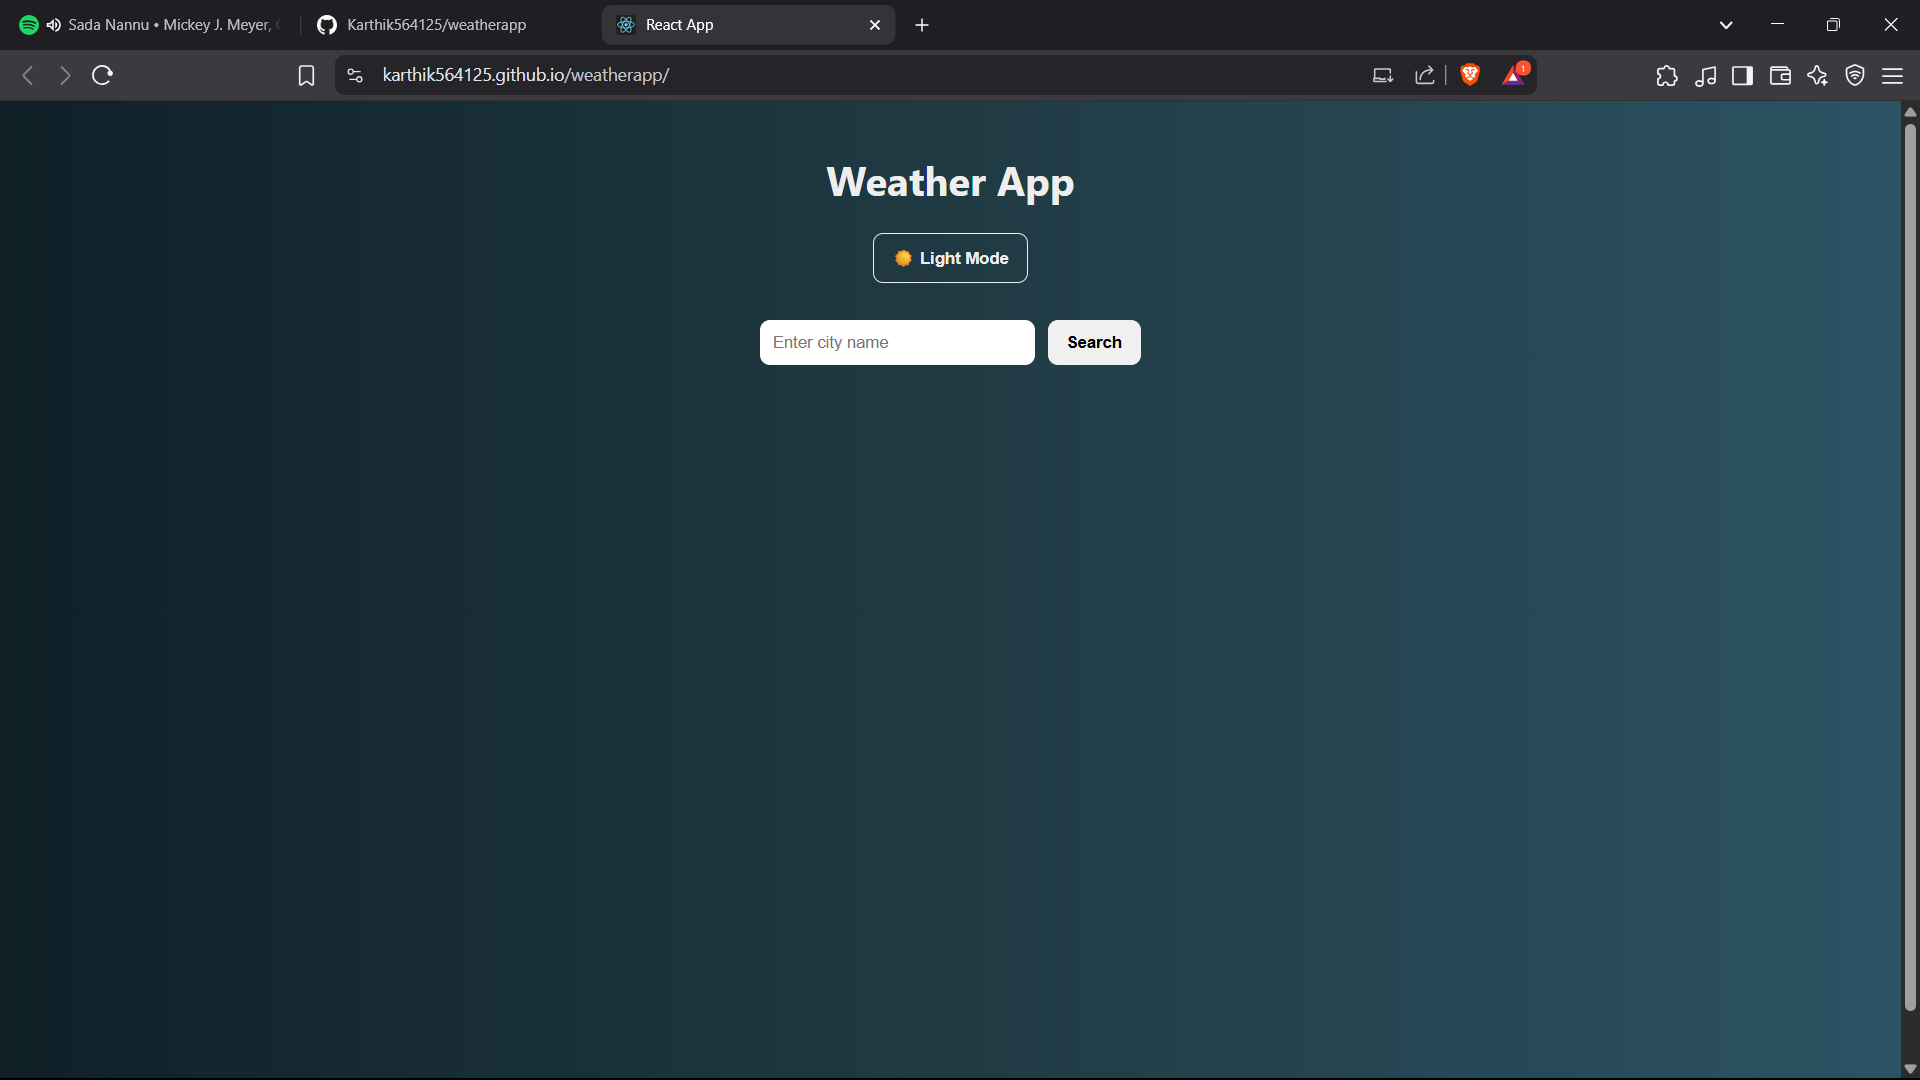 Sada Nannu • Mickey J. Meyer,
Karthik564125/weatherapp
React App
karthik564125.github.io/weatherapp/
1
Weather App
Light Mode
Enter city name
Search